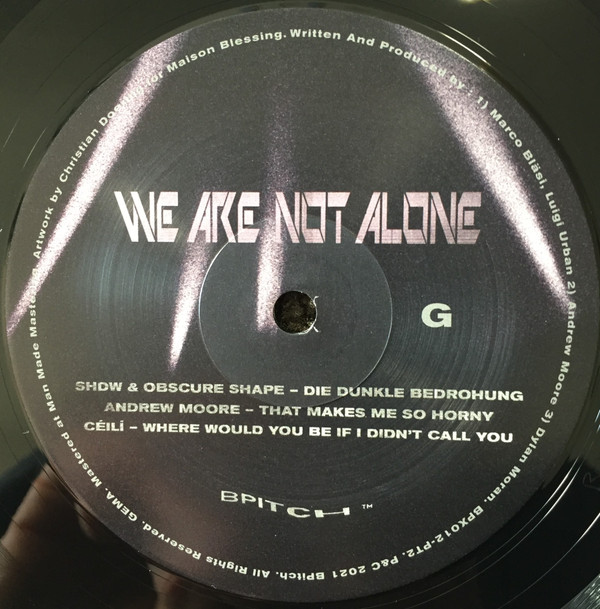 WE ARE NOT ALONE
G
SHDW & OBSCURE SHAPE – DIE DUNKLE BEDROHUNG
ANDREW MOORE – THAT MAKES ME SO HORNY
CÉILÍ – WHERE WOULD YOU BE IF I DIDN'T CALL YOU
BPITCH ™
Artwork by Christian for Maison Blessing. Written And Produced by: 1) Marco Bläsi, Luigi Urban 2) Andrew Moore 3) Dylan Moran. BPX012-PT2. P&C 2021 BPitch. All Rights Reserved. GEMA. Mastered at Man Made